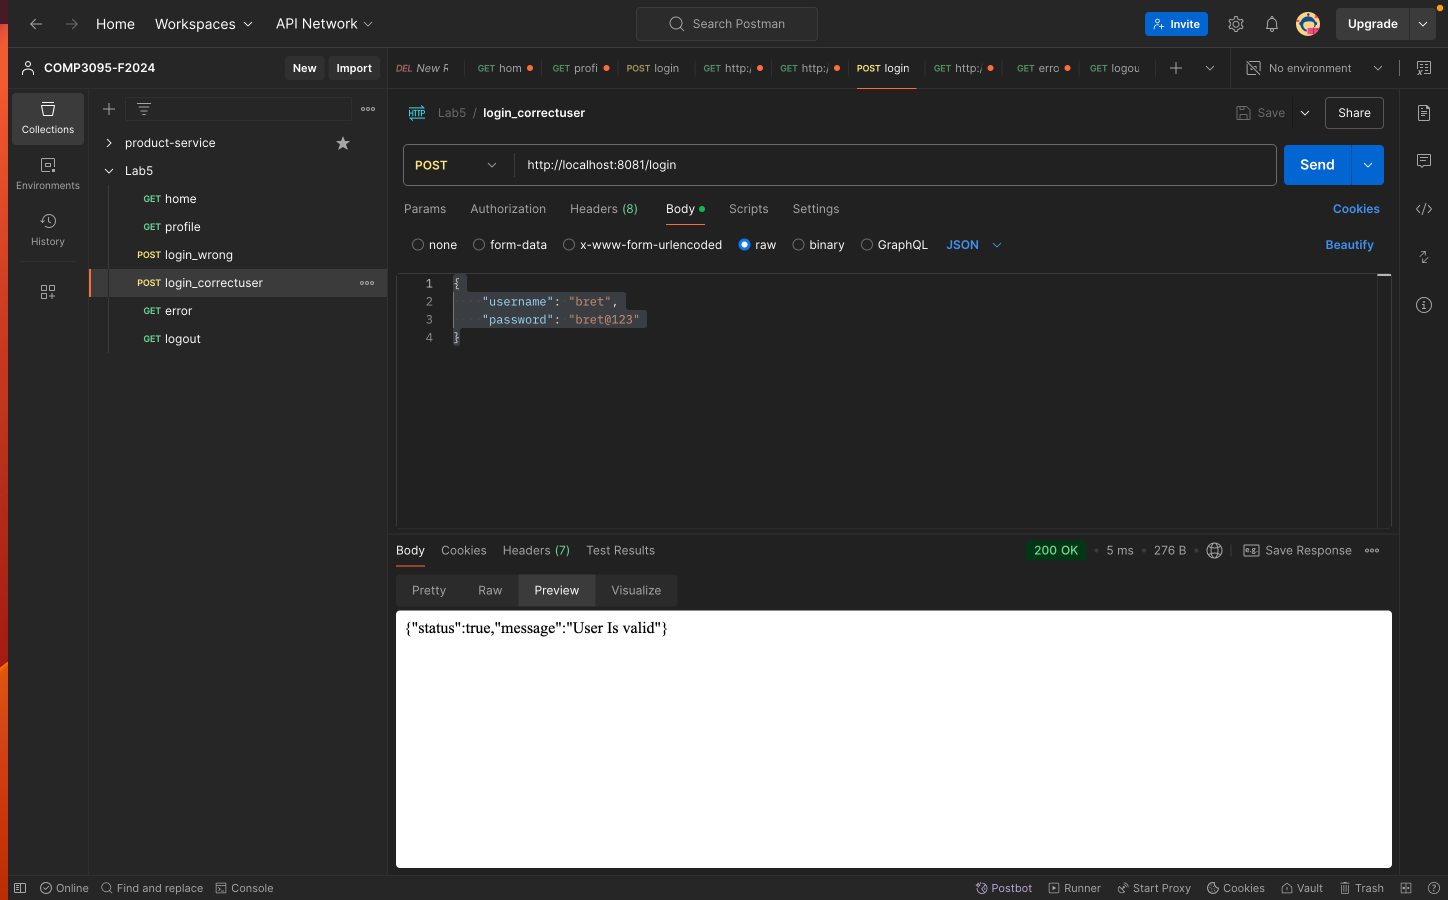 Home Workspaces API Network Search Postman Invite Upgrade
COMP3095-F2024 New Import
DEL New R GET hom GET profi POST login GET http:/ GET http:/ POST login GET http:/ GET erro GET logou No environment
Collections
Environments
History
product-service
Lab5
GET home
GET profile
POST login_wrong
POST login_correctuser
GET error
GET logout
HTTP Lab5 / login_correctuser Save Share
POST http://localhost:8081/login Send
Params Authorization Headers (8) Body Scripts Settings Cookies
none form-data x-www-form-urlencoded raw binary GraphQL JSON Beautify
1 {
2 "username": "bret",
3 "password": "bret@123"
4 }
Body Cookies Headers (7) Test Results 200 OK 5 ms 276 B e.g. Save Response
Pretty Raw Preview Visualize
{"status":true,"message":"User Is valid"}
Online Find and replace Console Postbot Runner Start Proxy Cookies Vault Trash